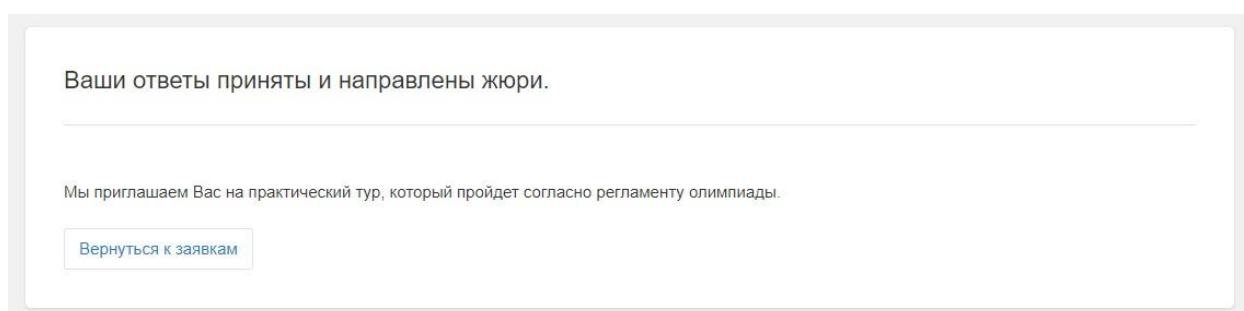 Ваши ответы приняты и направлены жюри.
Мы приглашаем Вас на практический тур, который пройдет согласно регламенту олимпиады.
Вернуться к заявкам